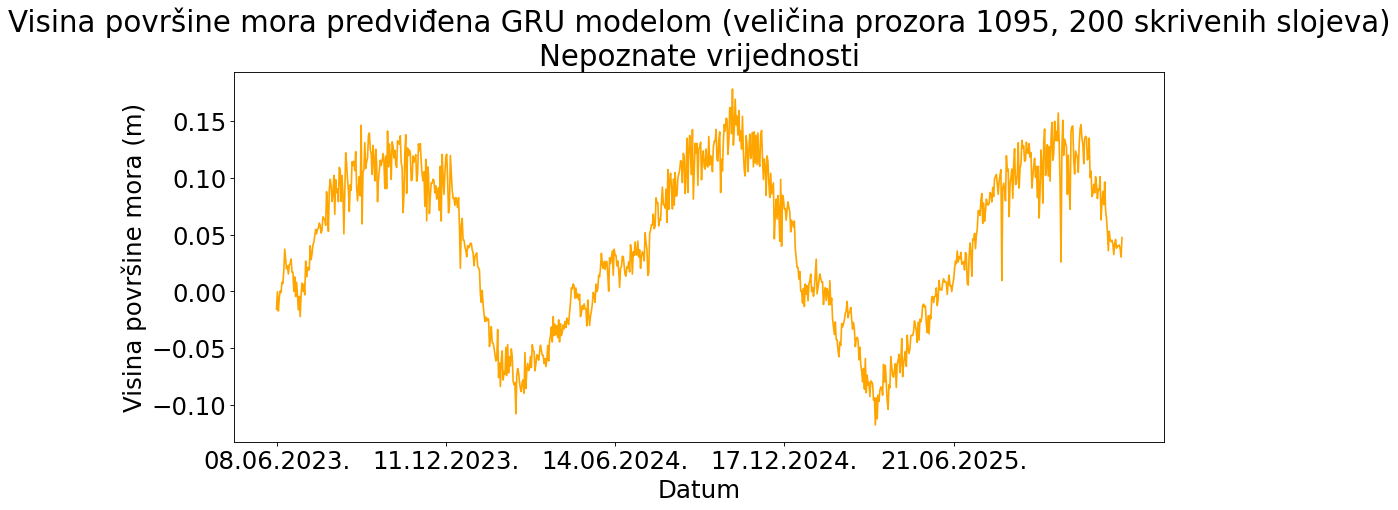 Visina površine mora predviđena GRU modelom (veličina prozora 1095, 200 skrivenih slojeva)
Nepoznate vrijednosti
Visina površine mora (m)
0.15
0.10
0.05
0.00
−0.05
−0.10
08.06.2023. 11.12.2023. 14.06.2024. 17.12.2024. 21.06.2025.
Datum